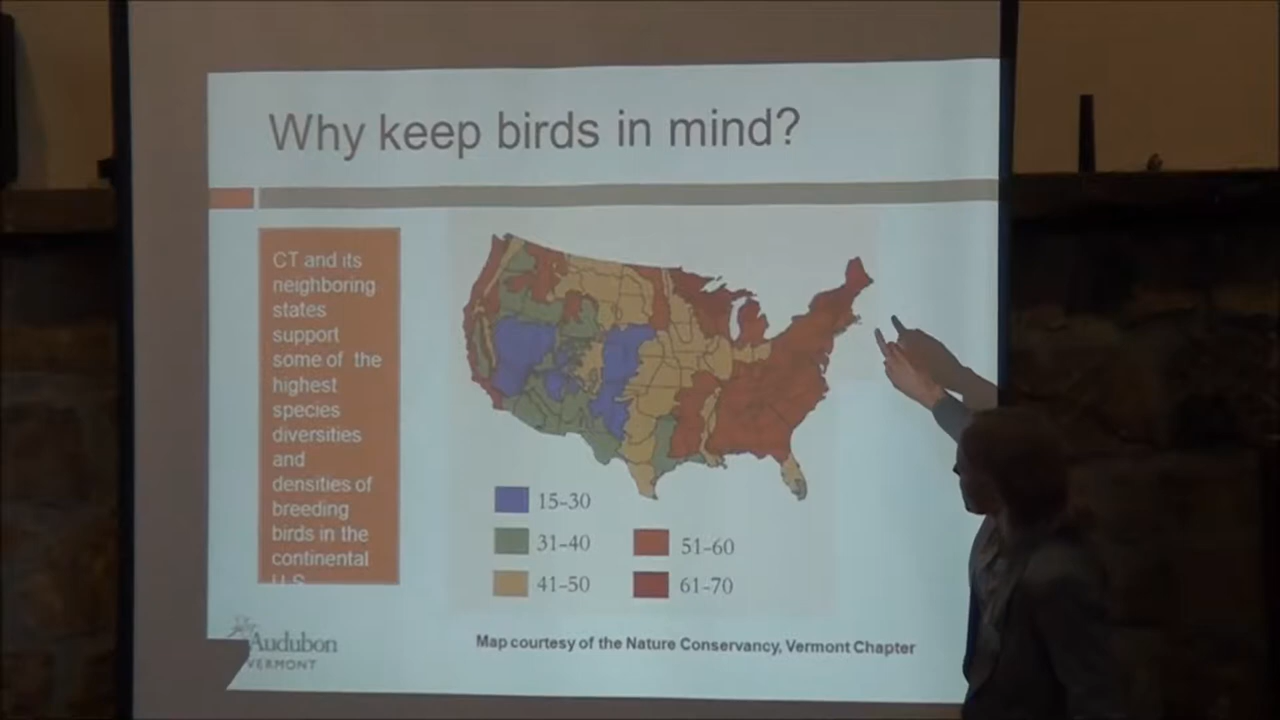 Why keep birds in mind?
CT and its
neighboring
states
support
some of the
highest
species
diversities
and
densities of
breeding
birds in the
continental
U.S.
15-30
31-40
41-50
51-60
61-70
Audubon
VERMONT
Map courtesy of the Nature Conservancy, Vermont Chapter